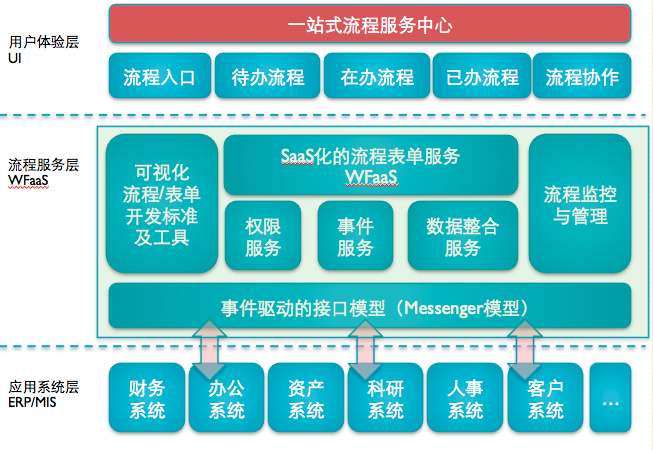 一站式流程服务中心
用户体验层
UI
流程入口
待办流程
在办流程
已办流程
流程协作
流程服务层
WFaaS
可视化
流程/表单
开发标准
及工具
SaaS化的流程表单服务
WFaaS
权限
服务
事件
服务
数据整合
服务
流程监控
与管理
事件驱动的接口模型（Messenger模型）
应用系统层
ERP/MIS
财务
系统
办公
系统
资产
系统
科研
系统
人事
系统
客户
系统
...